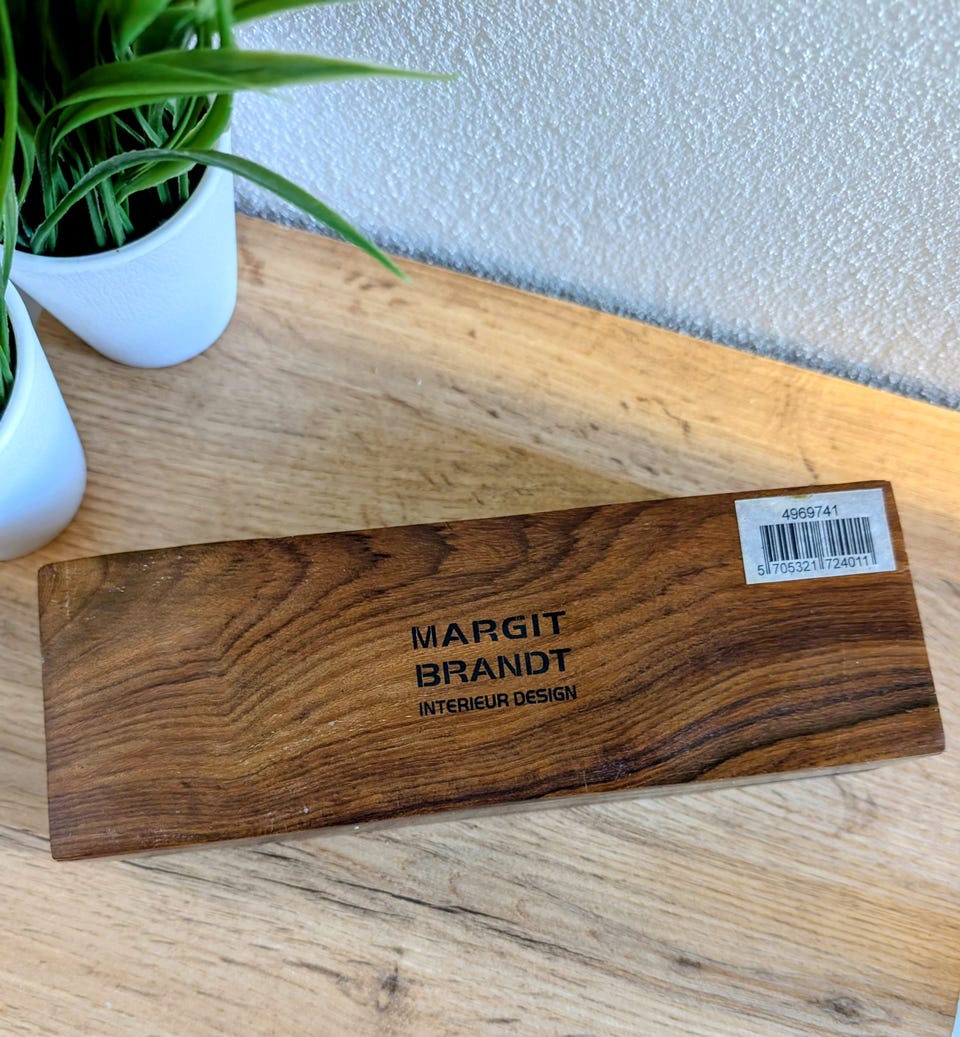 MARGIT
BRANDT
INTERIEUR DESIGN
4969741
5 705321 724011